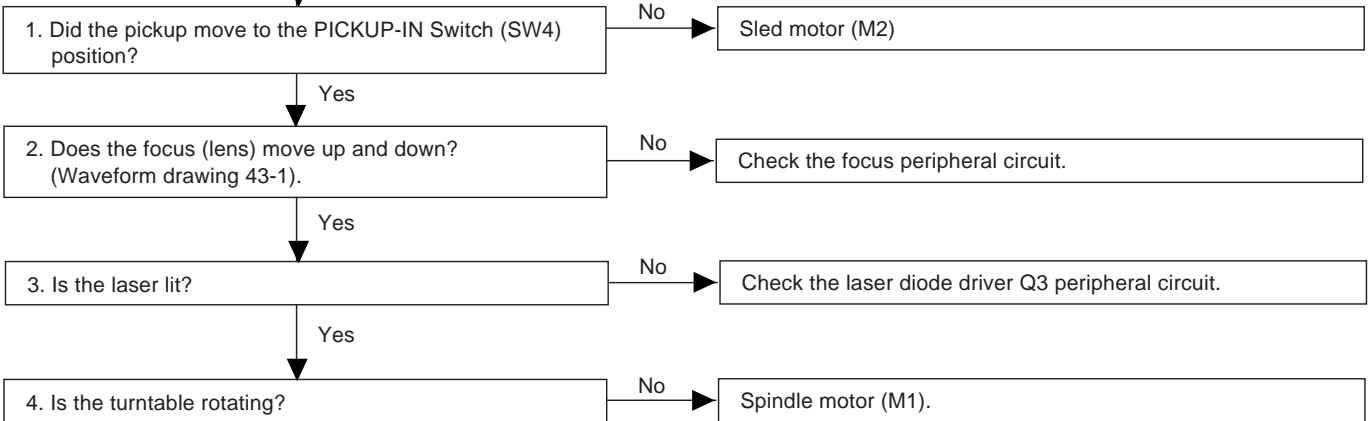 1. Did the pickup move to the PICKUP-IN Switch (SW4)
position?
No
Sled motor (M2)
Yes
2. Does the focus (lens) move up and down?
(Waveform drawing 43-1).
No
Check the focus peripheral circuit.
Yes
3. Is the laser lit?
No
Check the laser diode driver Q3 peripheral circuit.
Yes
4. Is the turntable rotating?
No
Spindle motor (M1).